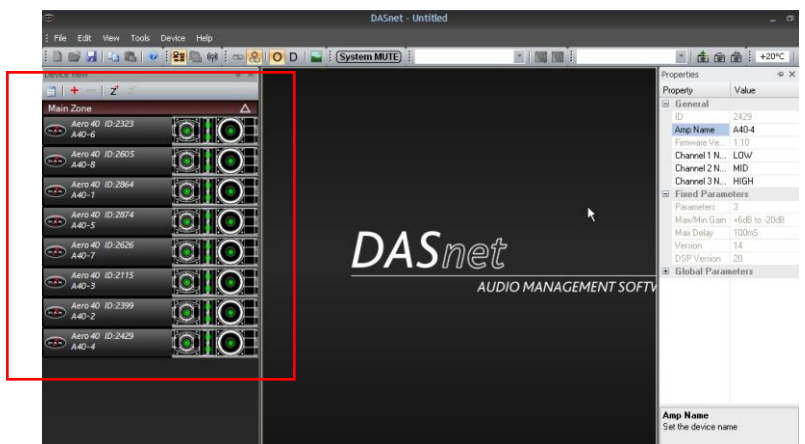 DASnet - Untitled
File Edit View Tools Device Help
O D System MUTE +20°C
Device View
Z Z
Main Zone
Aero 40 ID:2323
A40-6
Aero 40 ID:2605
A40-8
Aero 40 ID:2864
A40-1
Aero 40 ID:2874
A40-5
Aero 40 ID:2626
A40-7
Aero 40 ID:2115
A40-3
Aero 40 ID:2399
A40-2
Aero 40 ID:2429
A40-4
DASnet
AUDIO MANAGEMENT SOFTV
Properties
Property Value
General
ID 2429
Amp Name A40-4
Firmware Ve... 1.10
Channel 1 N... LOW
Channel 2 N... MID
Channel 3 N... HIGH
Fixed Parameters
Parameters 3
Max/Min Gain +6dB to -20dB
Max Delay 100mS
Version 14
DSP Version 20
Global Parameters
Amp Name
Set the device name